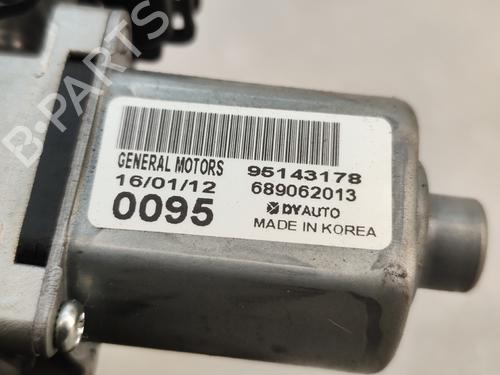 GENERAL MOTORS 95143178
16/01/12 689062013
0095 DYAUTO
MADE IN KOREA
B-PARTS